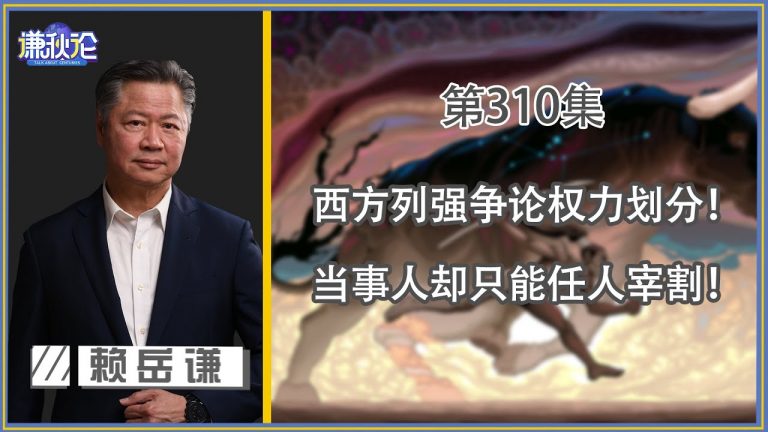 谦秋论
TALK ABOUT CENTURIES
第310集
西方列强争论权力划分!
当事人却只能任人宰割!
赖岳谦